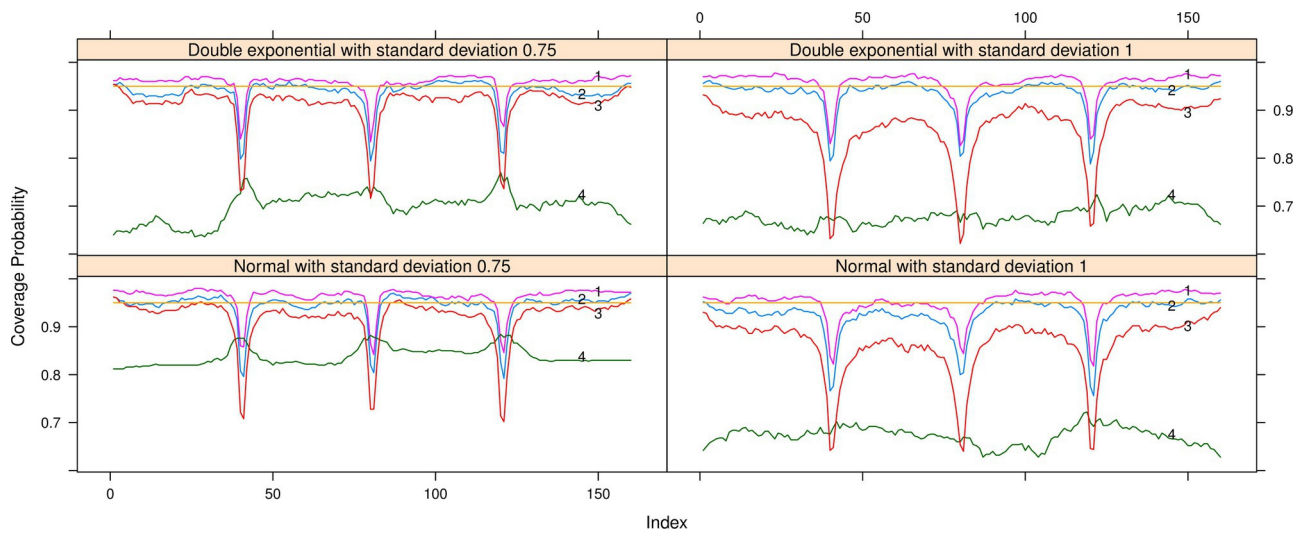 0 50 100 150
Double exponential with standard deviation 0.75
Double exponential with standard deviation 1
1
2
3
4
1
2
3
4
0.9
0.8
0.7
Coverage Probability
Normal with standard deviation 0.75
Normal with standard deviation 1
0.9
0.8
0.7
1
2
3
4
1
2
3
4
0 50 100 150
Index